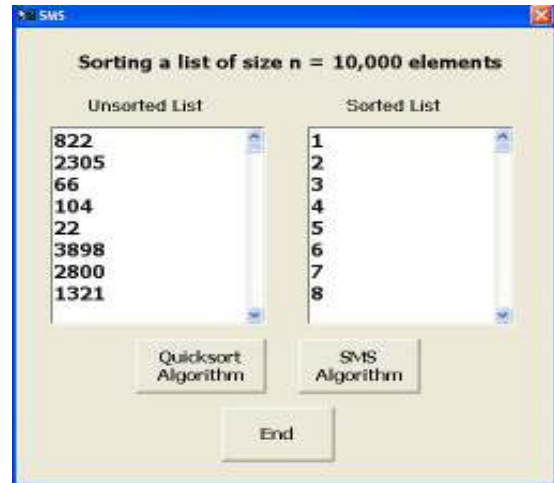 SMS
Sorting a list of size n = 10,000 elements
Unsorted List
Sorted List
822
2305
66
104
22
3898
2800
1321
1
2
3
4
5
6
7
8
Quicksort
Algorithm
SMS
Algorithm
End